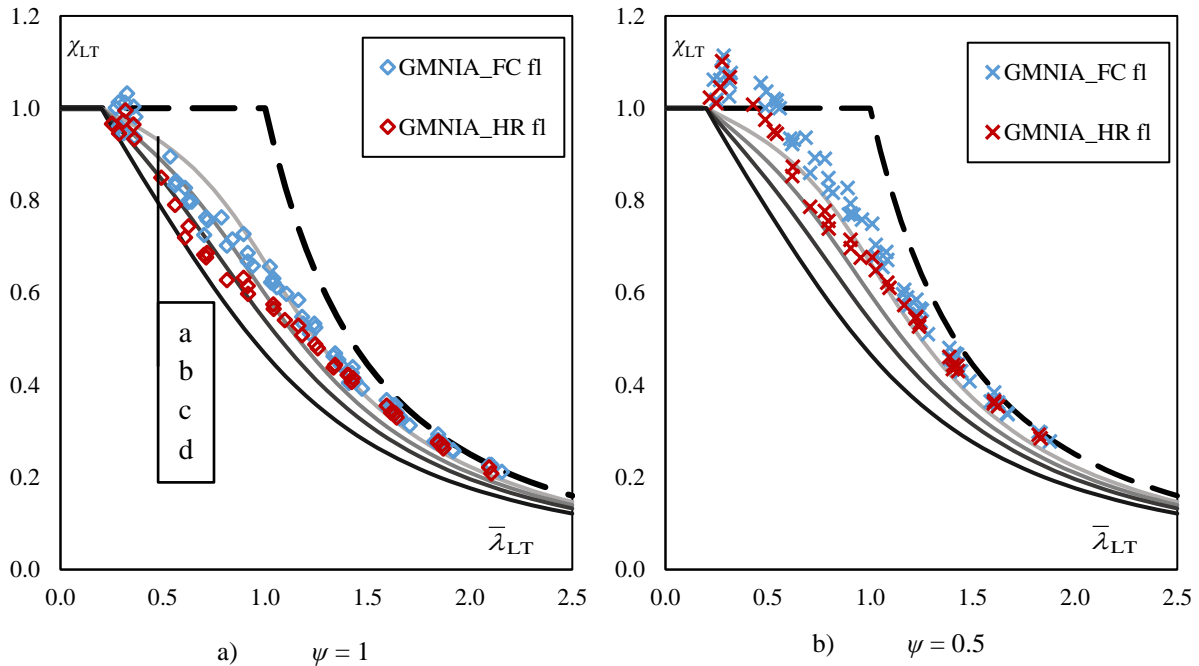 1.2
χLT
GMNIA_FC fl
GMNIA_HR fl
1.0
0.8
0.6
a
b
c
d
0.4
0.2
λ̅LT
0.0
0.0 0.5 1.0 1.5 2.0 2.5
a) ψ = 1
1.2
χLT
GMNIA_FC fl
GMNIA_HR fl
1.0
0.8
0.6
0.4
0.2
λ̅LT
0.0
0.0 0.5 1.0 1.5 2.0 2.5
b) ψ = 0.5